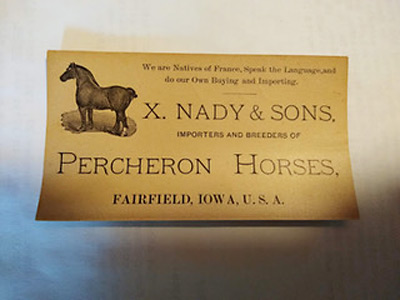 We are Natives of France, Speak the Language, and
do our Own Buying and Importing.
X. NADY & SONS,
IMPORTERS AND BREEDERS OF
PERCHERON HORSES,
FAIRFIELD, IOWA, U. S. A.